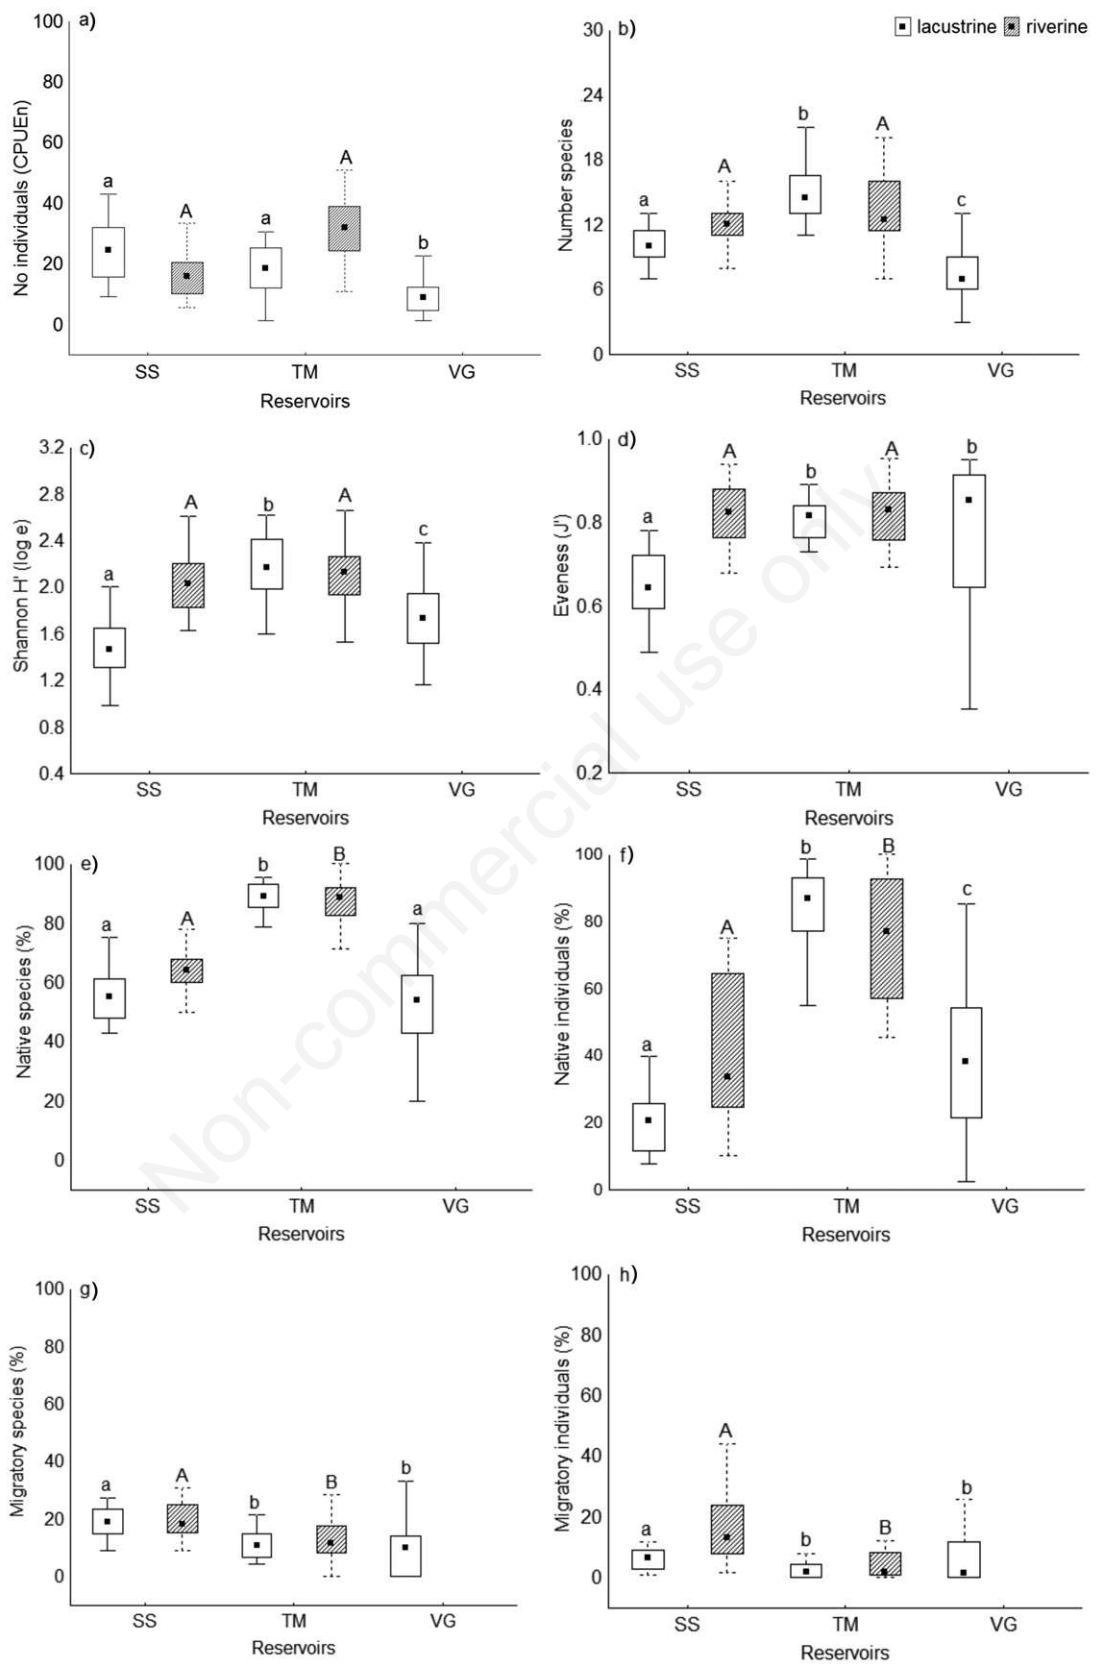 a)
100
80
60
40
20
0
No individuals (CPUEn)
a
A
a
A
b
SS TM VG
Reservoirs
b)
lacustrine riverine
30
24
18
12
6
0
Number species
a
A
b
A
c
SS TM VG
Reservoirs
c)
3.2
2.8
2.4
2.0
1.6
1.2
0.8
0.4
Shannon H' (log e)
a
A
b
A
c
SS TM VG
Reservoirs
d)
1.0
0.8
0.6
0.4
0.2
Eveness (J')
a
A
b
A
b
SS TM VG
Reservoirs
e)
100
80
60
40
20
0
Native species (%)
a
A
b
B
a
SS TM VG
Reservoirs
f)
100
80
60
40
20
0
Native individuals (%)
a
A
b
B
c
SS TM VG
Reservoirs
g)
100
80
60
40
20
0
Migratory species (%)
a
A
b
B
b
SS TM VG
Reservoirs
h)
100
80
60
40
20
0
Migratory individuals (%)
a
A
b
B
b
SS TM VG
Reservoirs
Non-commercial use only